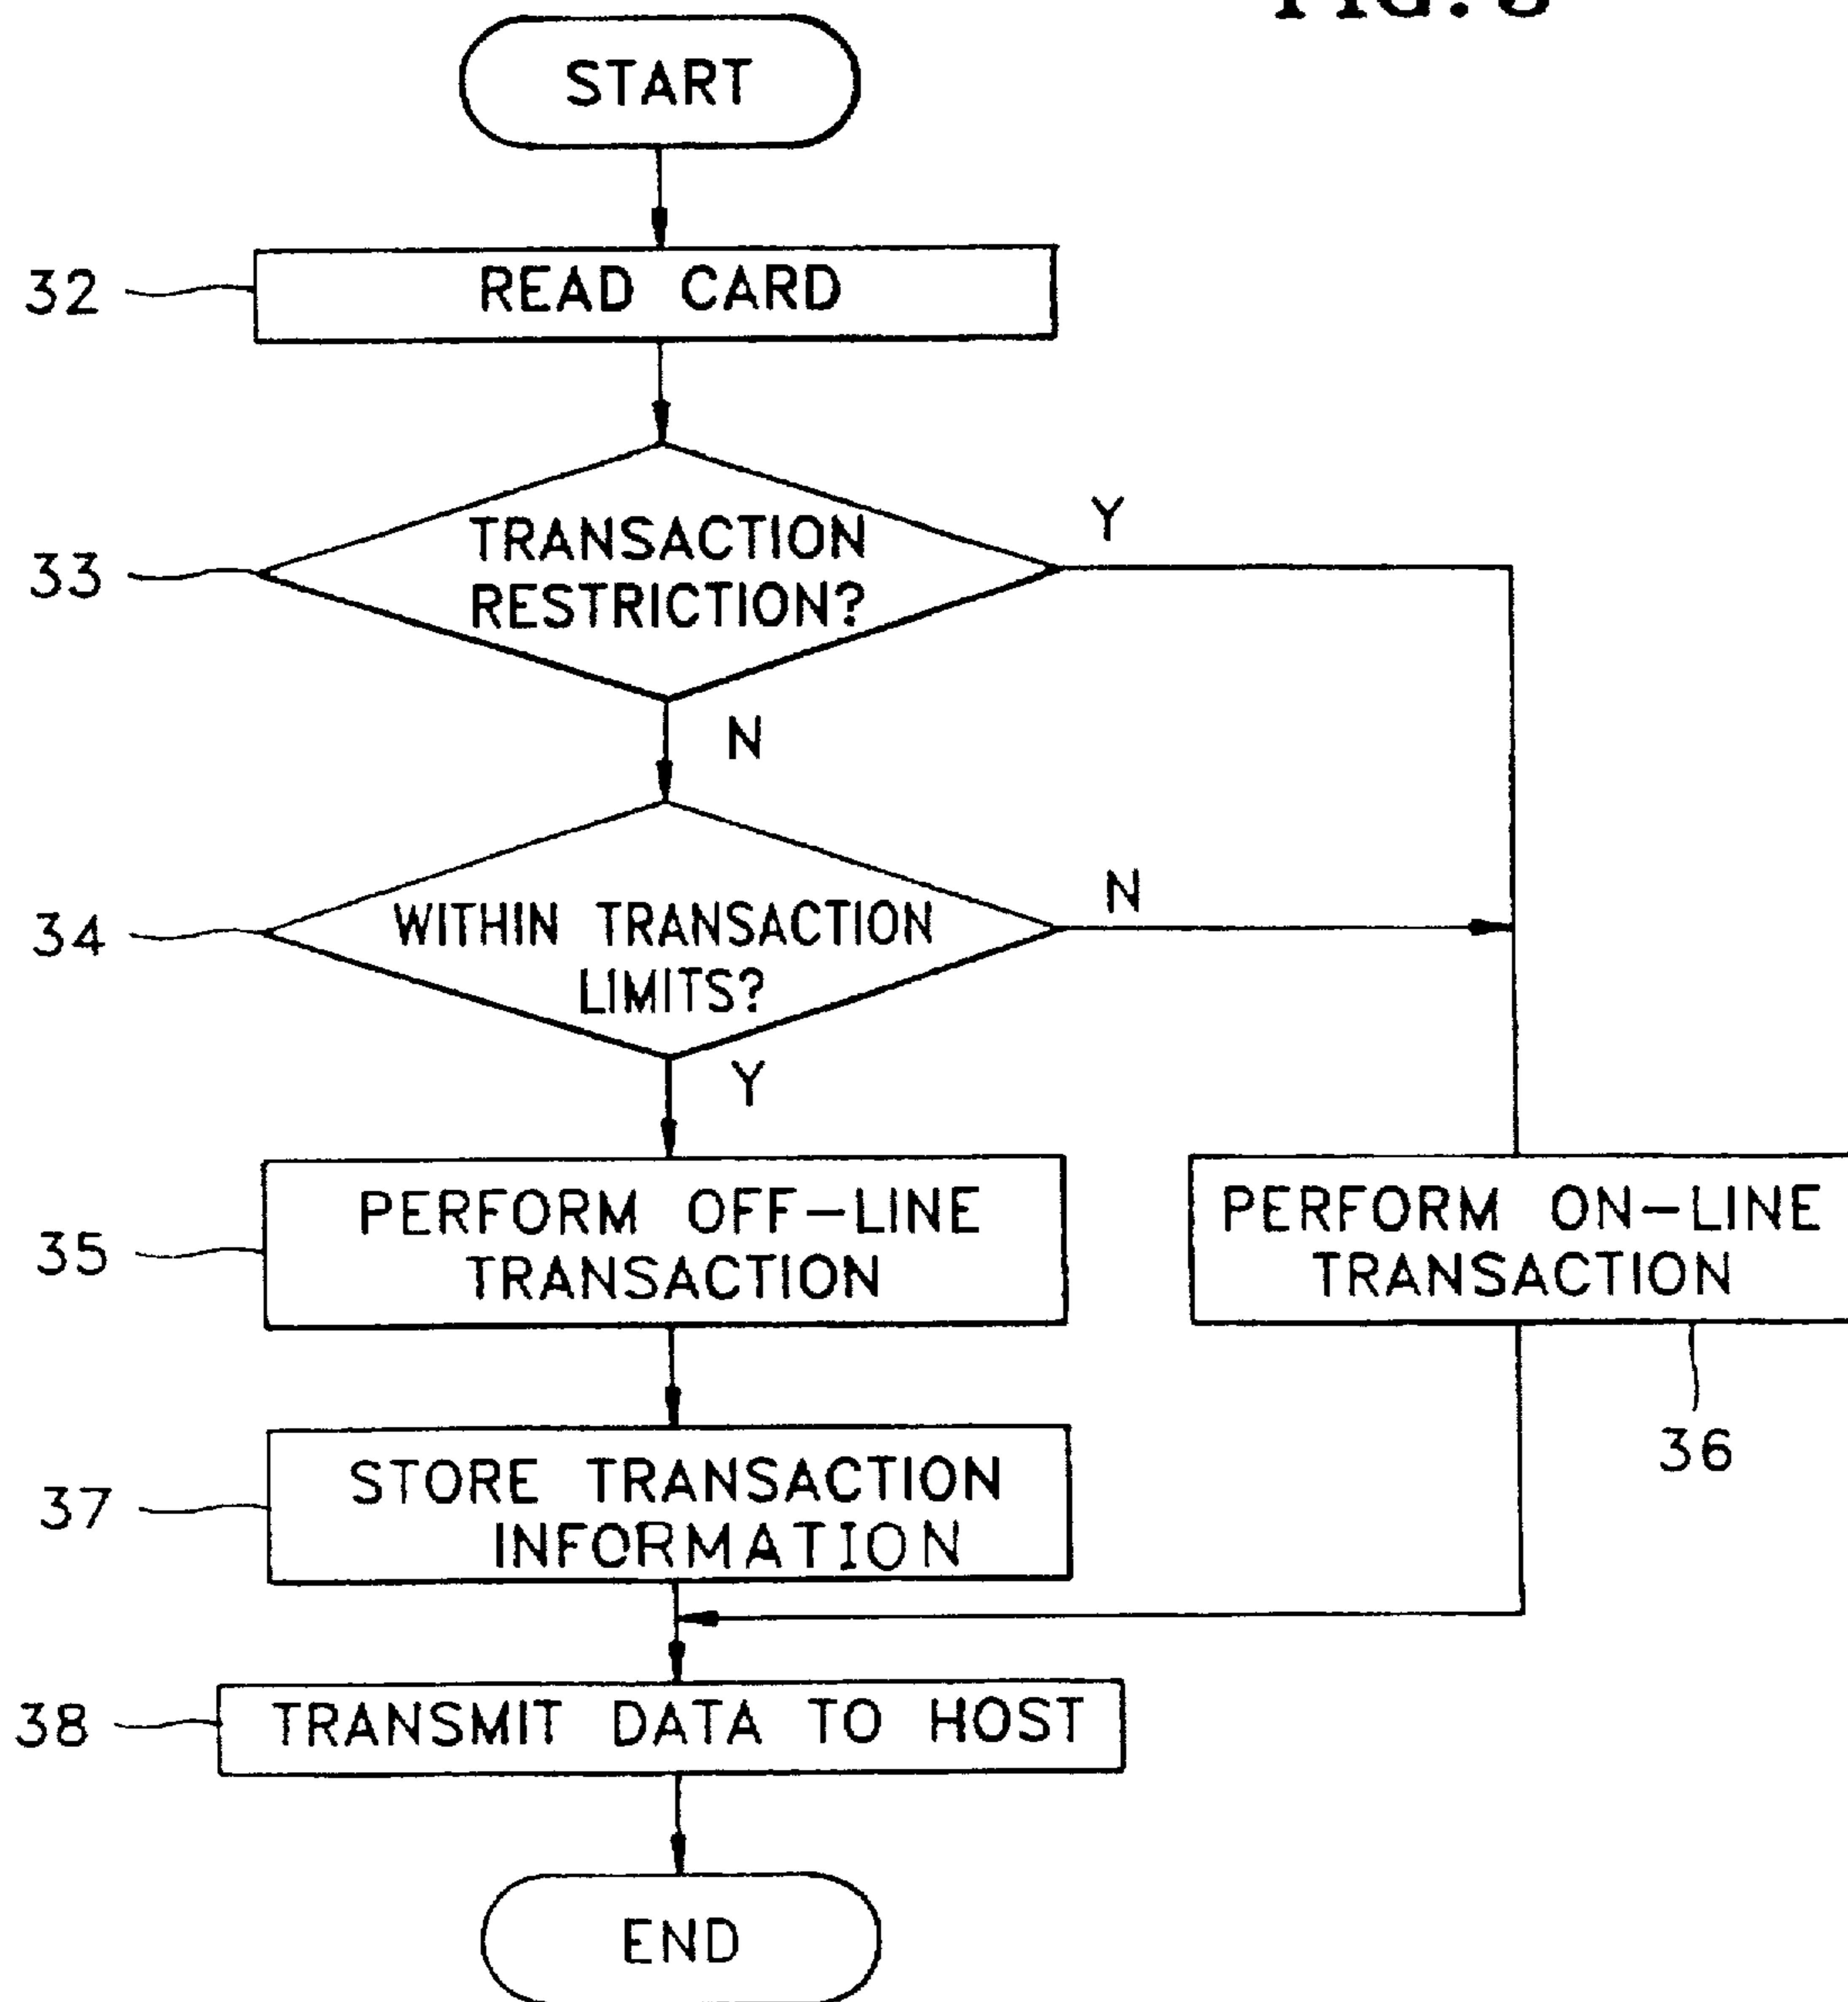 START
32
READ CARD
33
TRANSACTION
RESTRICTION?
Y
N
34
WITHIN TRANSACTION
LIMITS?
N
Y
35
PERFORM OFF-LINE
TRANSACTION
PERFORM ON-LINE
TRANSACTION
36
37
STORE TRANSACTION
INFORMATION
38
TRANSMIT DATA TO HOST
END